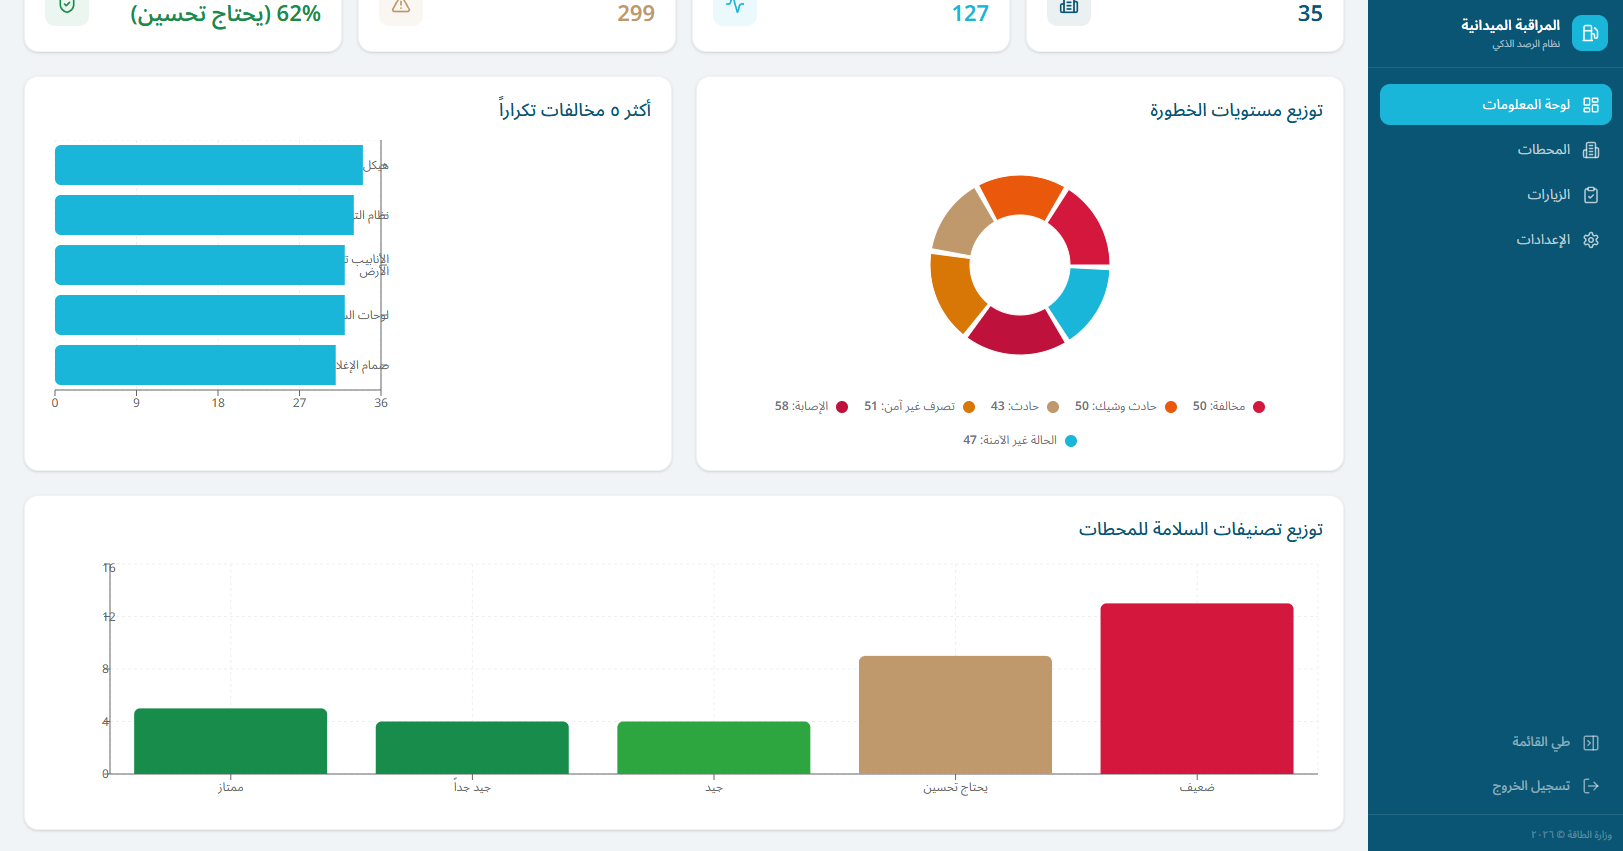 المراقبة الميدانية
نظام الرصد الذكي
لوحة المعلومات
المحطات
الزيارات
الإعدادات
طي القائمة
تسجيل الخروج
وزارة الطاقة © ٢٠٢٦
35
127
299
62% (يحتاج تحسين)
توزيع مستويات الخطورة
مخالفة: 50
حادث وشيك: 50
حادث: 43
تصرف غير آمن: 51
الإصابة: 58
الحالة غير الآمنة: 47
أكثر ٥ مخالفات تكراراً
هيكل
نظام
الأنابيب
الأرض
لوحات
صمام
0 9 18 27 36
توزيع تصنيفات السلامة للمحطات
16
12
8
4
0
ممتاز
جيد جداً
جيد
يحتاج تحسين
ضعيف